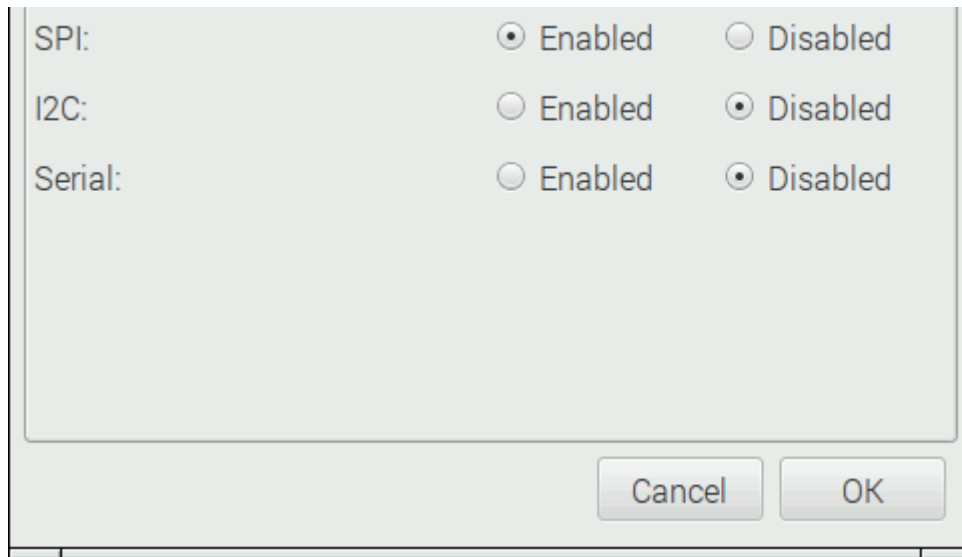 SPI: Enabled Disabled
I2C: Enabled Disabled
Serial: Enabled Disabled
Cancel OK